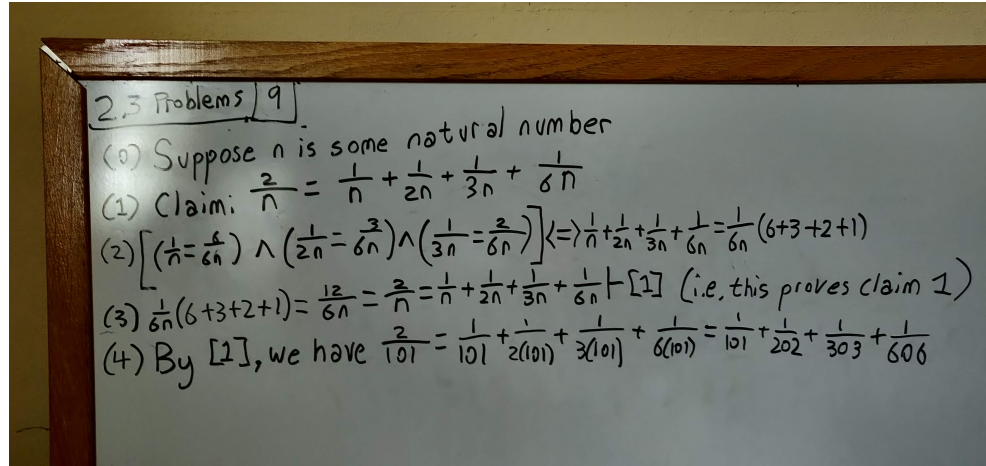 2.3 Problems 9
(0) Suppose n is some natural number
(1) Claim: 2/n = 1/n + 1/2n + 1/3n + 1/6n
(2) [(1/n = 6/6n) ∧ (1/2n = 3/6n) ∧ (1/3n = 2/6n)] <=> 1/n + 1/2n + 1/3n + 1/6n = 1/6n (6+3+2+1)
(3) 1/6n (6+3+2+1) = 12/6n = 2/n = 1/n + 1/2n + 1/3n + 1/6n ⊢ [1] (i.e, this proves claim 1)
(4) By [1], we have 2/101 = 1/101 + 1/2(101) + 1/3(101) + 1/6(101) = 1/101 + 1/202 + 1/303 + 1/606